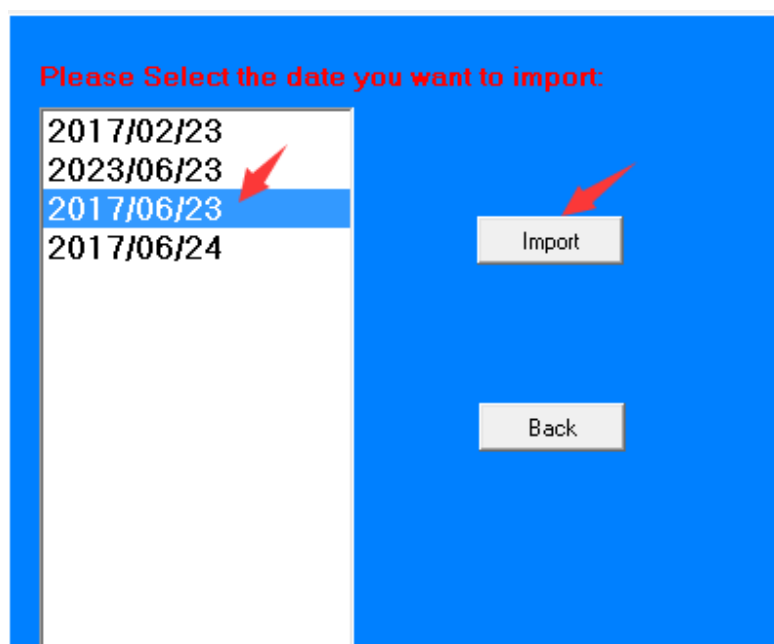 Please Select the date you want to import:
2017/02/23
2023/06/23
2017/06/23
2017/06/24
Import
Back